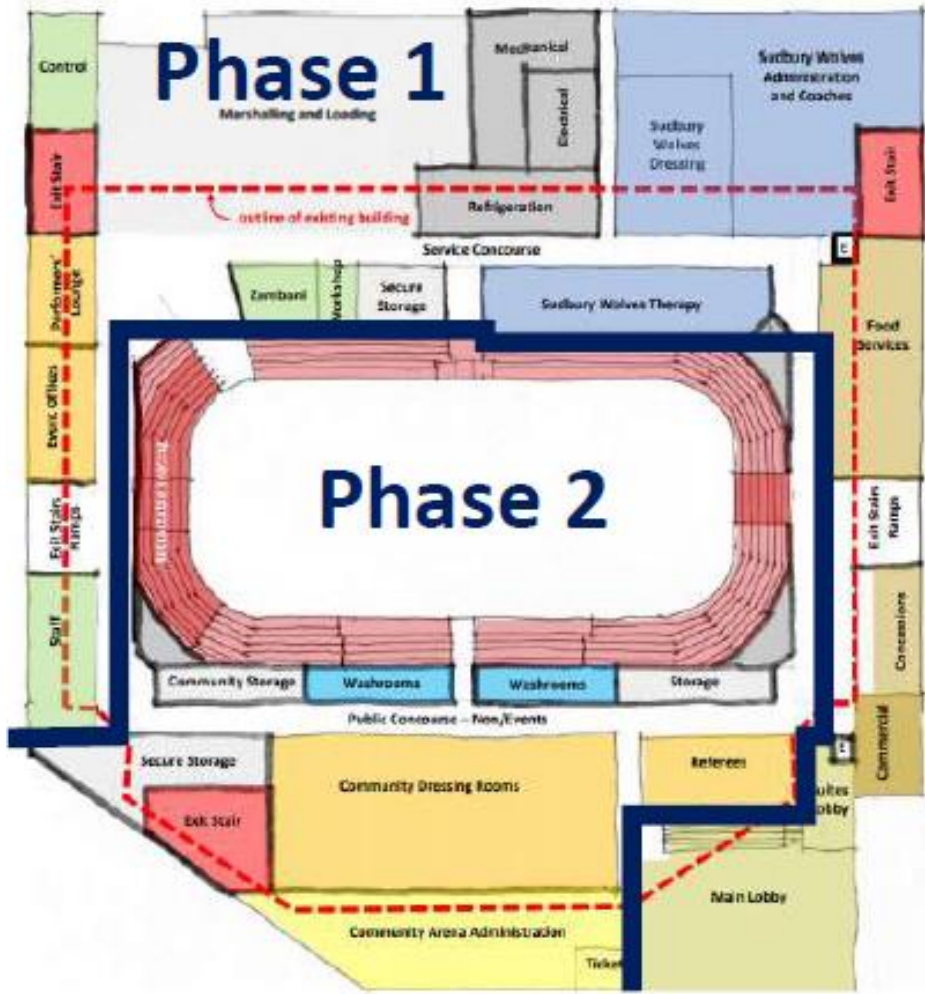 Control
Phase 1
Marshalling and Loading
Mechanical
Electrical
Sudbury Wolves
Administration
and Coaches
Sudbury
Wolves
Dressing
Exit Stair
Exit Stair
outline of existing building
Refrigeration
Service Concourse
E
Performers'
Lounge
Zamboni
Workshop
Secure
Storage
Sudbury Wolves Therapy
Food
Services
Event Offices
Phase 2
Exit Stairs
Ramps
Exit Stairs
Ramps
Staff
Concessions
Community Storage
Washrooms
Washrooms
Storage
Public Concourse – Non/Events
Commercial
E
Secure Storage
Referees
Community Dressing Rooms
Suites
Lobby
Exit Stair
Main Lobby
Community Arena Administration
Ticket